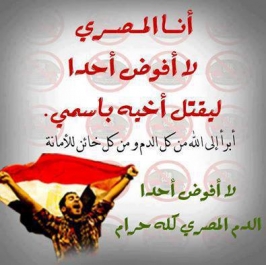 أنا المصري
لا أفوض أحدا
ليقتل أخيه باسمي.
أبرأ إلى الله من كل الدم ومن كل خائن للأمانة
لا أفوض أحدا
الدم المصري كله حرام